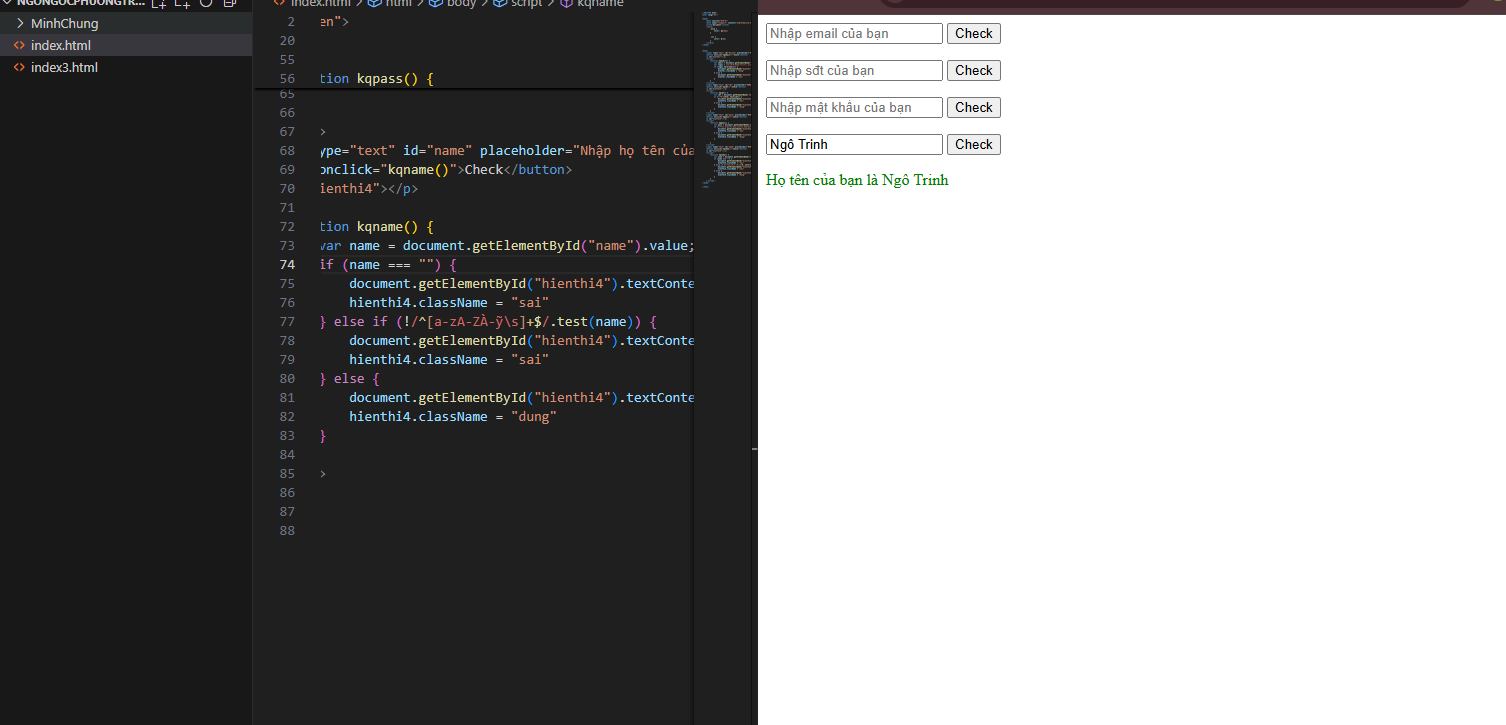 NGONGOCPHUONGTR...
MinhChung
index.html
index3.html
index.html > html > body > script > kqname
2 en">
20
55
56 tion kqpass() {
65
66
67 >
68 ype="text" id="name" placeholder="Nhập họ tên của
69 onclick="kqname()">Check</button>
70 ienthi4"></p>
71
72 tion kqname() {
73 var name = document.getElementById("name").value;
74 if (name === "") {
75 document.getElementById("hienthi4").textConte
76 hienthi4.className = "sai"
77 } else if (!/^[a-zA-ZÀ-ỹ\s]+$/.test(name)) {
78 document.getElementById("hienthi4").textConte
79 hienthi4.className = "sai"
80 } else {
81 document.getElementById("hienthi4").textConte
82 hienthi4.className = "dung"
83 }
84
85 >
86
87
88
Nhập email của bạn Check
Nhập sđt của bạn Check
Nhập mật khẩu của bạn Check
Ngô Trinh Check
Họ tên của bạn là Ngô Trinh